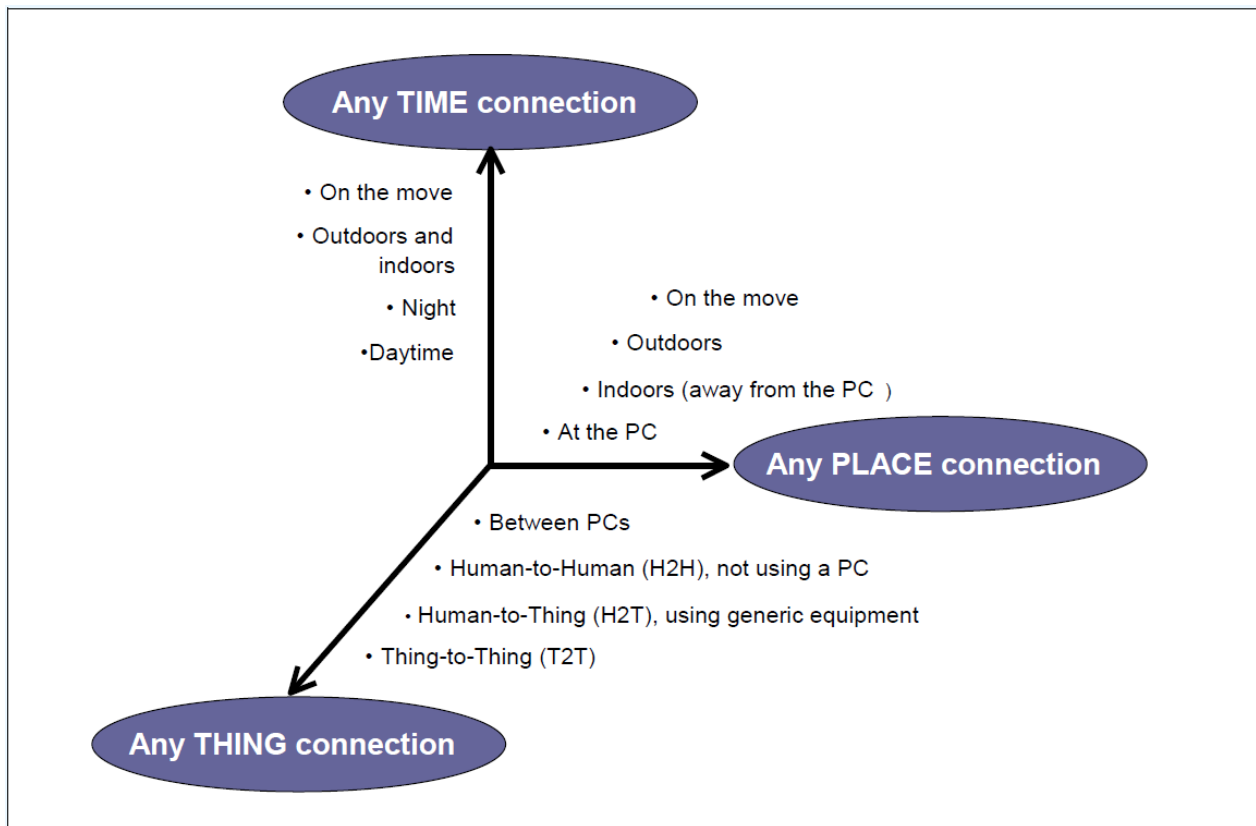 Any TIME connection
• On the move
• Outdoors and
indoors
• Night
•Daytime
• On the move
• Outdoors
• Indoors (away from the PC )
• At the PC
Any PLACE connection
• Between PCs
• Human-to-Human (H2H), not using a PC
• Human-to-Thing (H2T), using generic equipment
• Thing-to-Thing (T2T)
Any THING connection